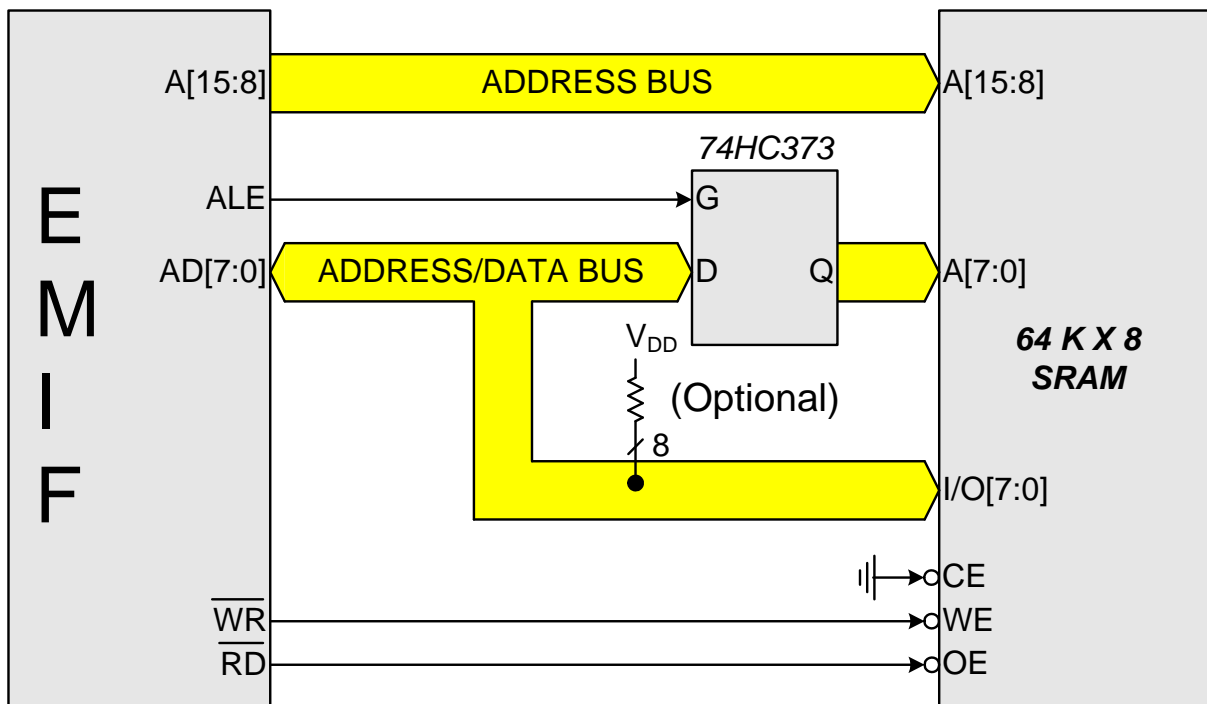 A[15:8]
ADDRESS BUS
A[15:8]
74HC373
ALE
G
E
M
I
F
AD[7:0]
ADDRESS/DATA BUS
D
Q
A[7:0]
VDD
(Optional)
8
64 K X 8
SRAM
I/O[7:0]
CE
WR
WE
RD
OE